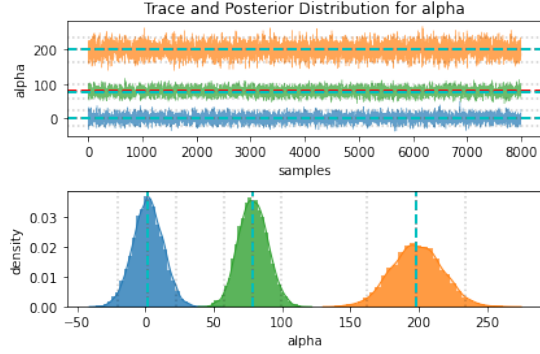 Trace and Posterior Distribution for alpha
alpha
200
100
0
0 1000 2000 3000 4000 5000 6000 7000 8000
samples
density
0.03
0.02
0.01
0.00
−50 0 50 100 150 200 250
alpha